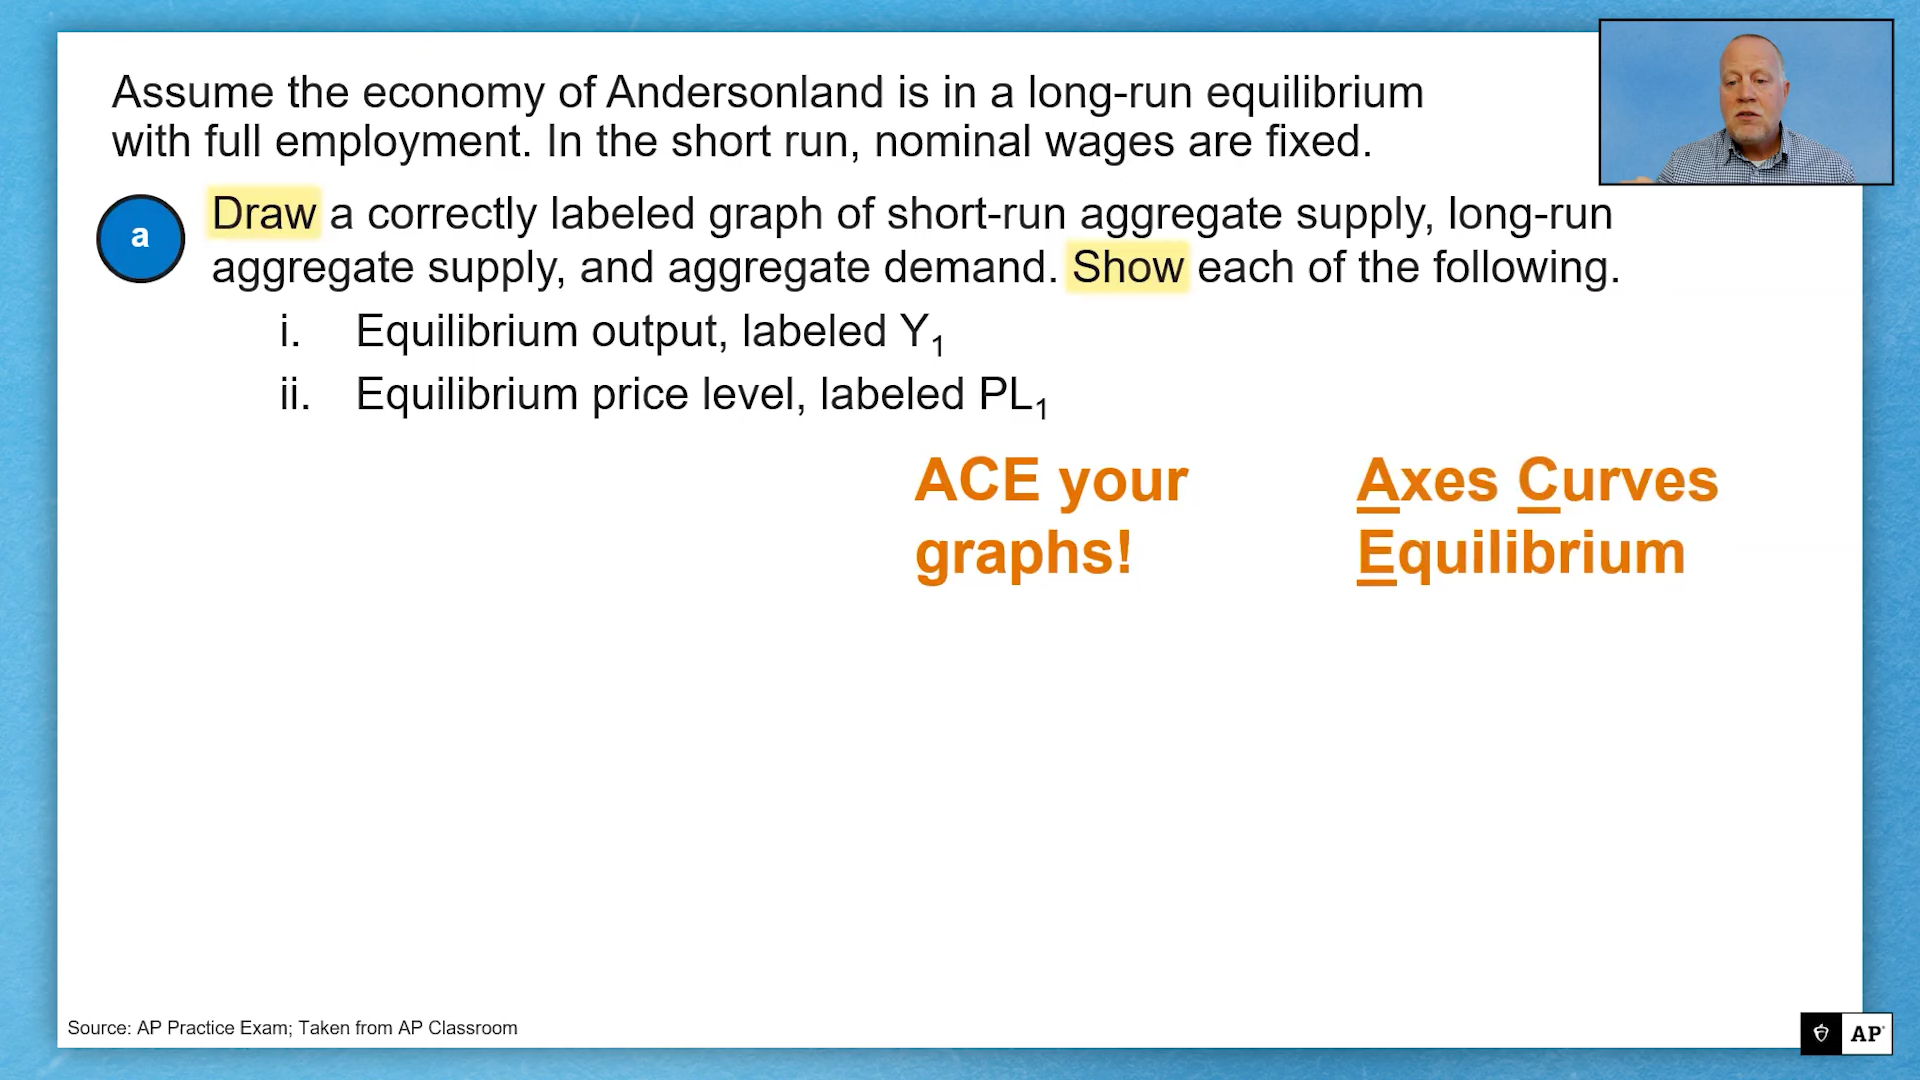 Assume the economy of Andersonland is in a long-run equilibrium
with full employment. In the short run, nominal wages are fixed.
a
Draw a correctly labeled graph of short-run aggregate supply, long-run
aggregate supply, and aggregate demand. Show each of the following.
i. Equilibrium output, labeled Y₁
ii. Equilibrium price level, labeled PL₁
ACE your
graphs!
Axes Curves
Equilibrium
Source: AP Practice Exam; Taken from AP Classroom
AP